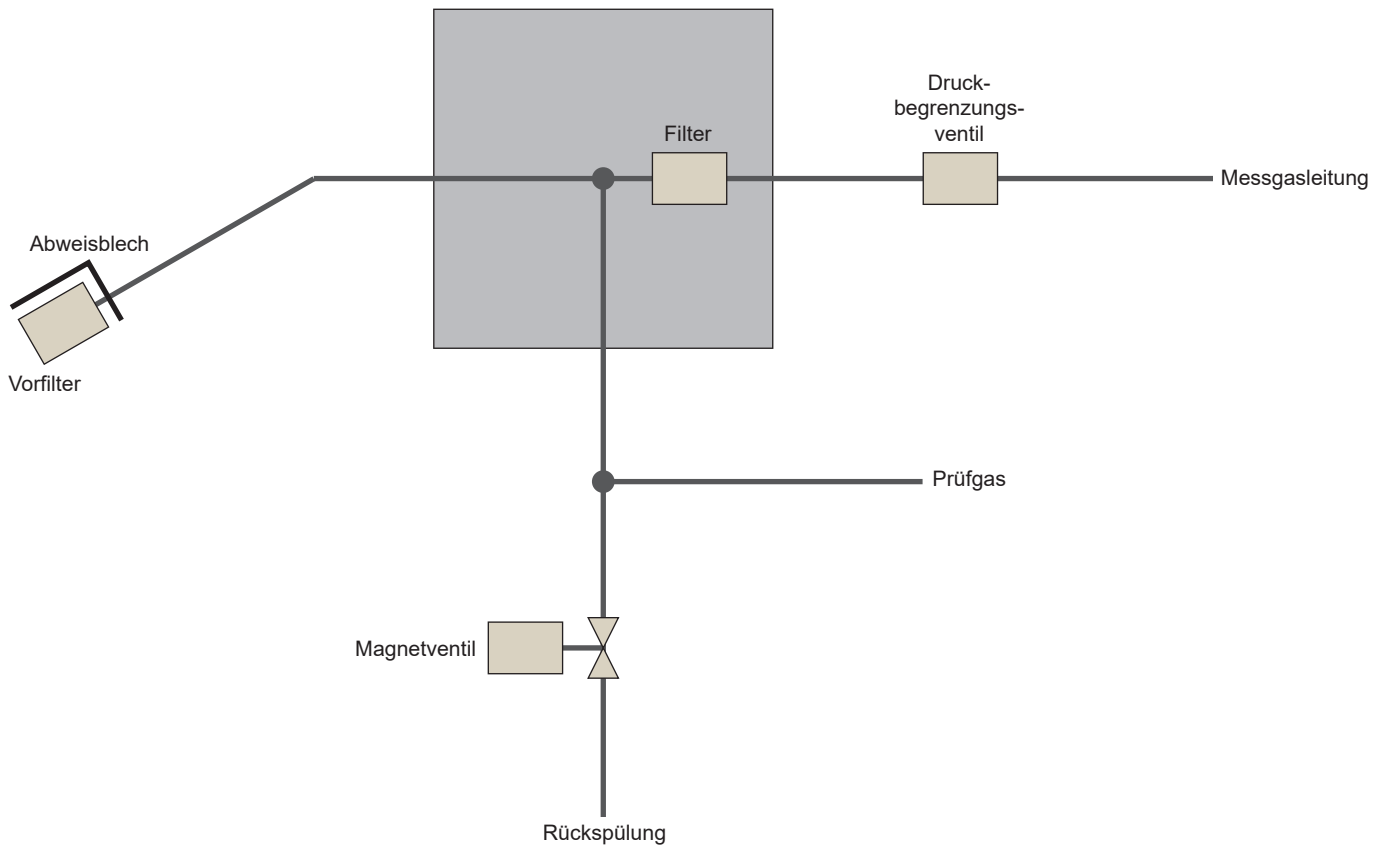 Druck-
begrenzungs-
ventil
Filter
Messgasleitung
Abweisblech
Vorfilter
Prüfgas
Magnetventil
Rückspülung